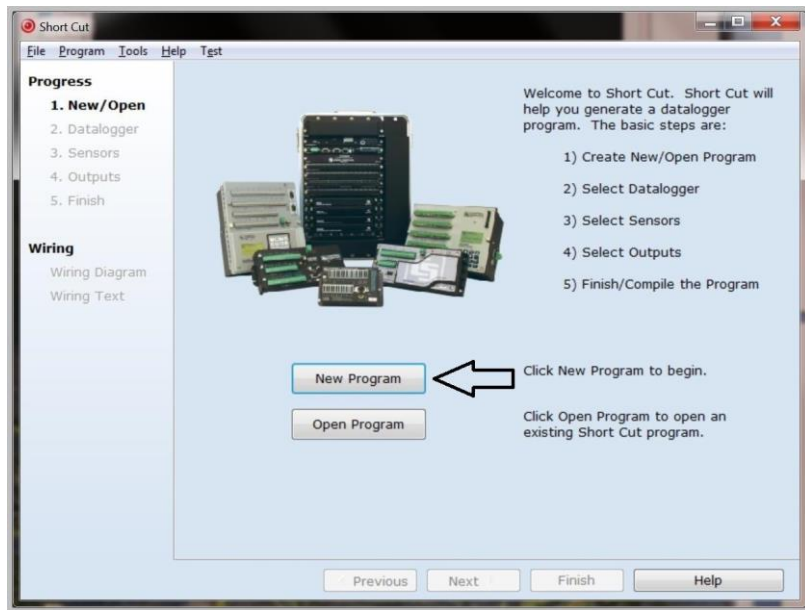 Short Cut
File Program Tools Help Test
Progress
1. New/Open
2. Datalogger
3. Sensors
4. Outputs
5. Finish
Wiring
Wiring Diagram
Wiring Text
Welcome to Short Cut. Short Cut will
help you generate a datalogger
program. The basic steps are:
1) Create New/Open Program
2) Select Datalogger
3) Select Sensors
4) Select Outputs
5) Finish/Compile the Program
New Program
Click New Program to begin.
Open Program
Click Open Program to open an
existing Short Cut program.
Previous
Next
Finish
Help